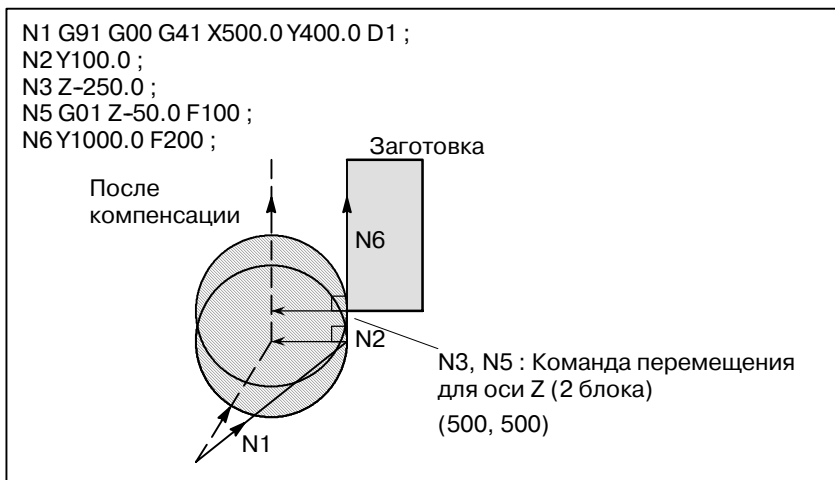 N1 G91 G00 G41 X500.0 Y400.0 D1 ;
N2 Y100.0 ;
N3 Z-250.0 ;
N5 G01 Z-50.0 F100 ;
N6 Y1000.0 F200 ;
Заготовка
После
компенсации
N6
N2
N3, N5 : Команда перемещения
для оси Z (2 блока)
(500, 500)
N1